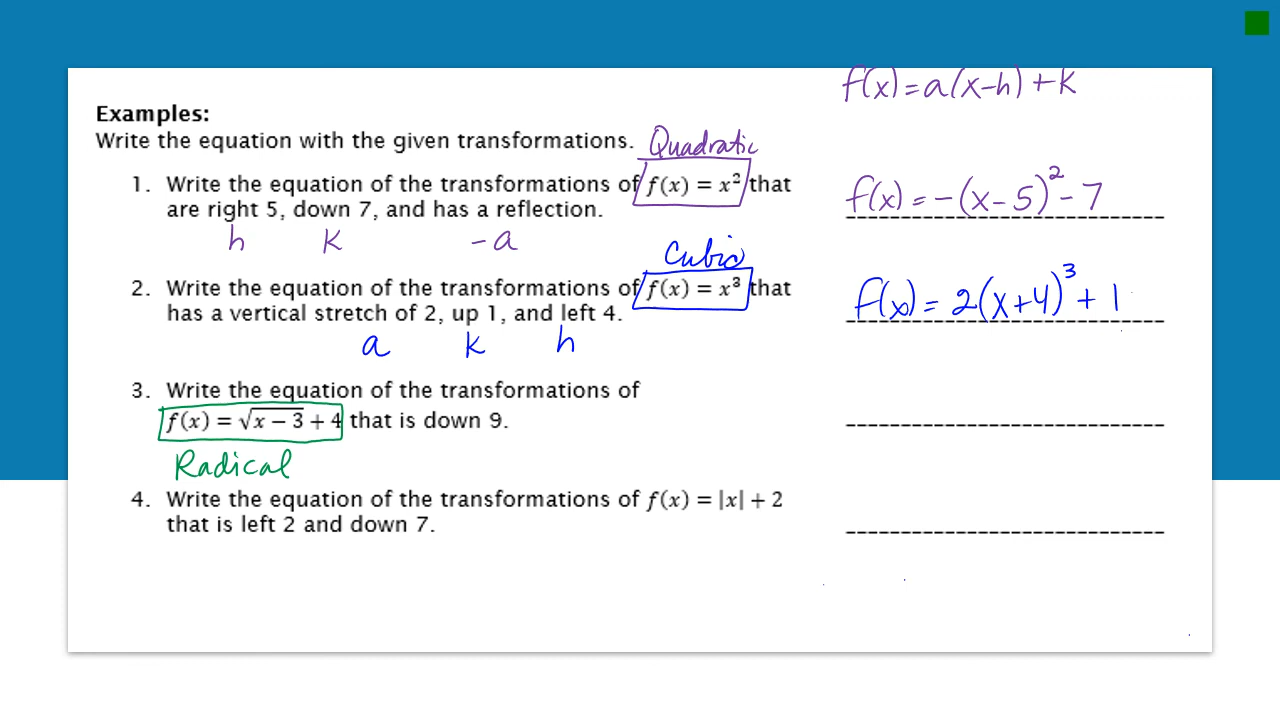 f(x) = a(x-h) + k
Examples:
Write the equation with the given transformations.
Quadratic
1. Write the equation of the transformations of f(x) = x² that
are right 5, down 7, and has a reflection.
f(x) = -(x-5)² - 7
h k -a
Cubic
2. Write the equation of the transformations of f(x) = x³ that
has a vertical stretch of 2, up 1, and left 4.
f(x) = 2(x+4)³ + 1
a k h
3. Write the equation of the transformations of
f(x) = √(x − 3) + 4 that is down 9.
Radical
4. Write the equation of the transformations of f(x) = |x| + 2
that is left 2 and down 7.